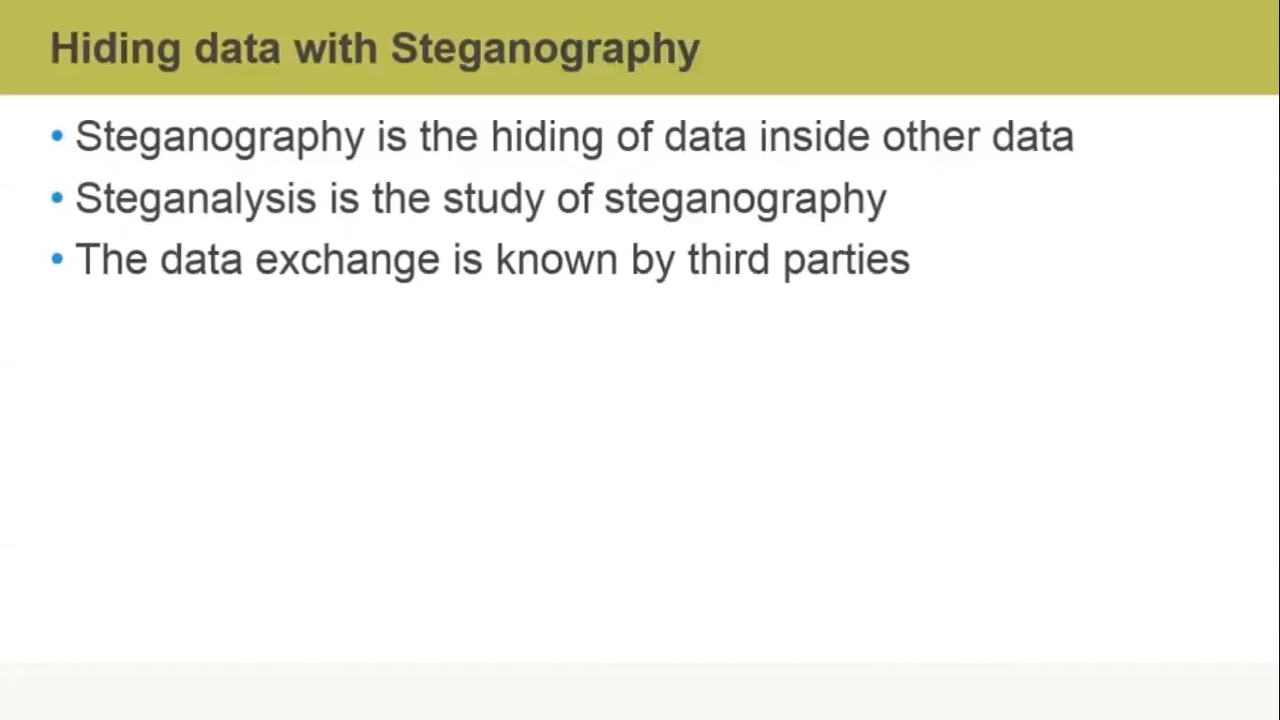 Hiding data with Steganography
• Steganography is the hiding of data inside other data
• Steganalysis is the study of steganography
• The data exchange is known by third parties